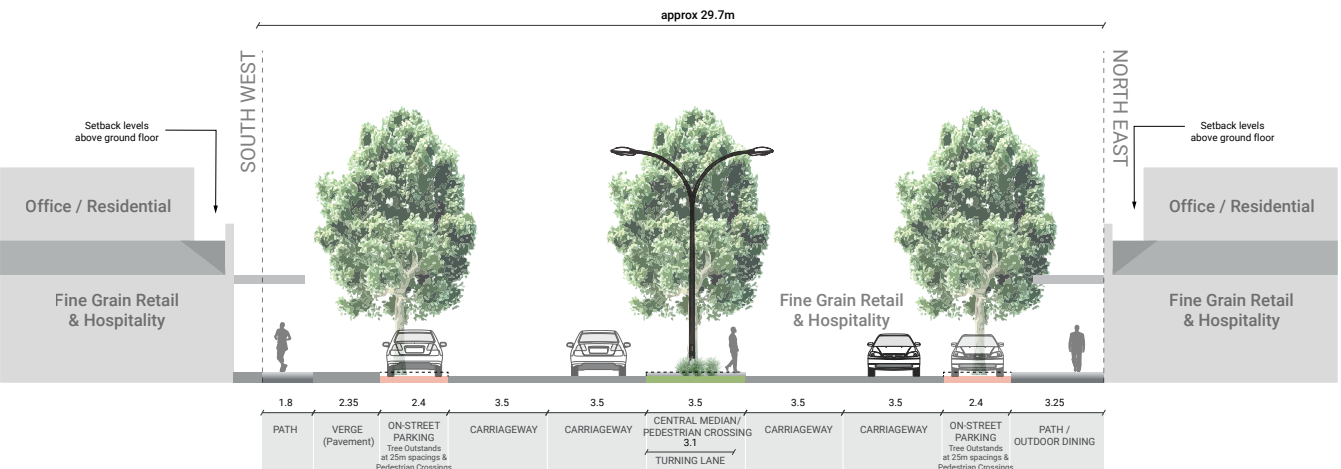 approx 29.7m
SOUTH WEST
NORTH EAST
Setback levels
above ground floor
Setback levels
above ground floor
Office / Residential
Office / Residential
Fine Grain Retail
& Hospitality
Fine Grain Retail
& Hospitality
Fine Grain Retail
& Hospitality
1.8
2.35
2.4
3.5
3.5
3.5
3.5
3.5
2.4
3.25
PATH
VERGE
(Pavement)
ON-STREET
PARKING
Tree Outstands
at 25m spacings &
Pedestrian Crossings
CARRIAGEWAY
CARRIAGEWAY
CENTRAL MEDIAN/
PEDESTRIAN CROSSING
3.1
TURNING LANE
CARRIAGEWAY
CARRIAGEWAY
ON-STREET
PARKING
Tree Outstands
at 25m spacings &
Pedestrian Crossings
PATH /
OUTDOOR DINING